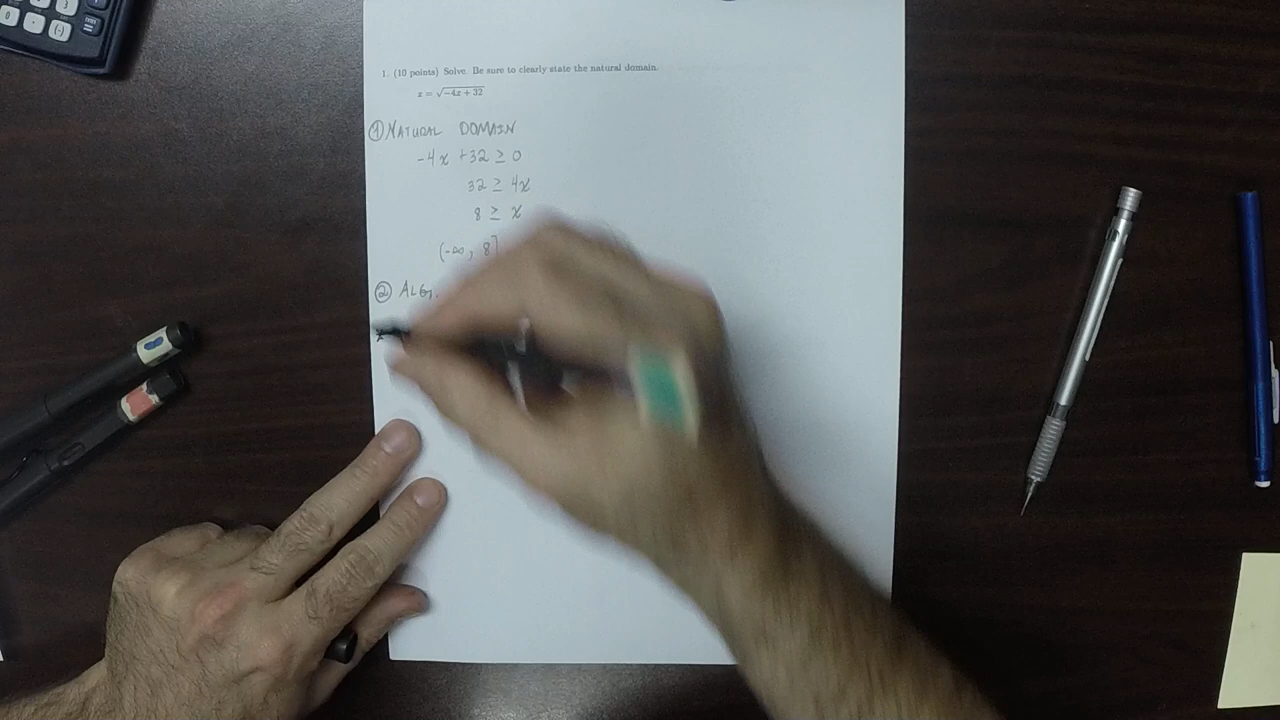 1. (10 points) Solve. Be sure to clearly state the natural domain.
x = √−4x + 32
① NATURAL DOMAIN
-4x +32 ≥ 0
32 ≥ 4x
8 ≥ x
(-∞, 8]
② ALG.